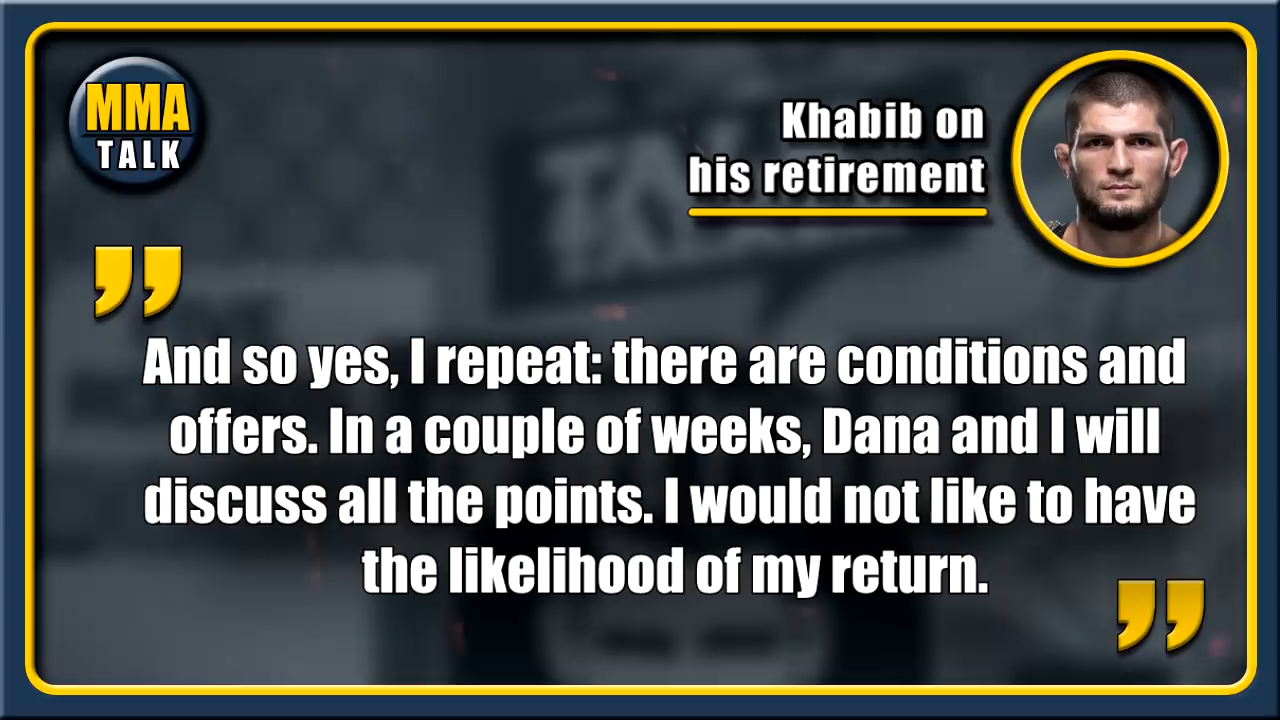 MMA
TALK
Khabib on
his retirement
And so yes, I repeat: there are conditions and
offers. In a couple of weeks, Dana and I will
discuss all the points. I would not like to have
the likelihood of my return.